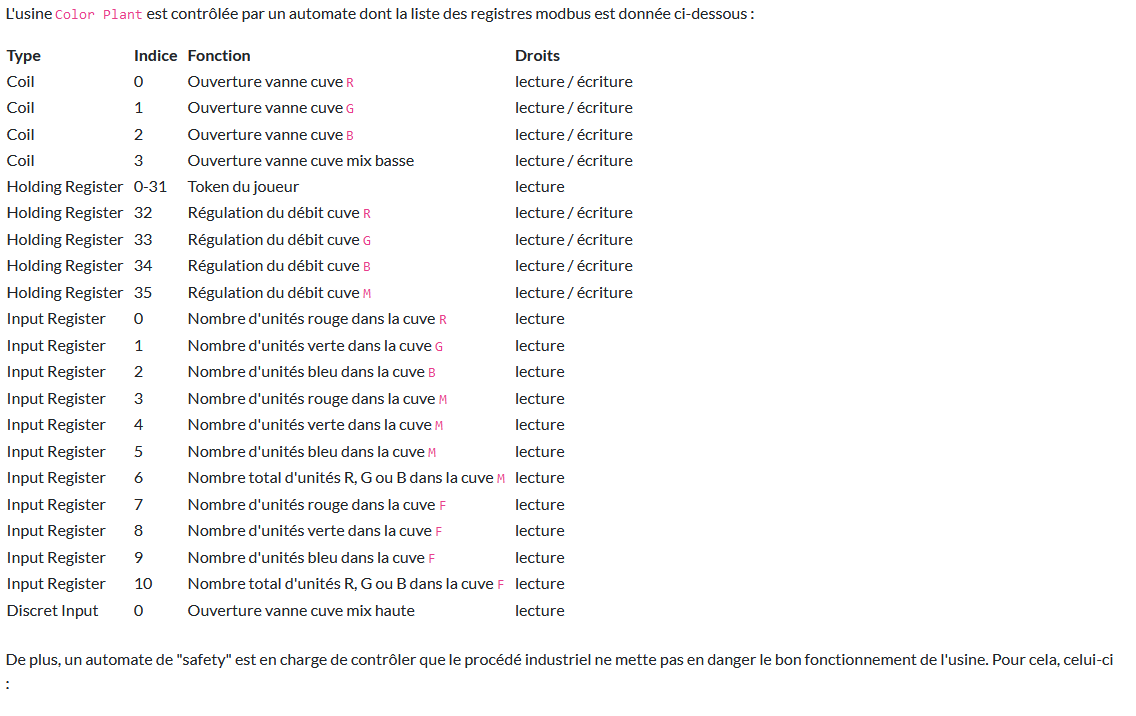 L'usine Color Plant est contrôlée par un automate dont la liste des registres modbus est donnée ci-dessous :
Type Indice Fonction Droits
Coil 0 Ouverture vanne cuve R lecture / écriture
Coil 1 Ouverture vanne cuve G lecture / écriture
Coil 2 Ouverture vanne cuve B lecture / écriture
Coil 3 Ouverture vanne cuve mix basse lecture / écriture
Holding Register 0-31 Token du joueur lecture
Holding Register 32 Régulation du débit cuve R lecture / écriture
Holding Register 33 Régulation du débit cuve G lecture / écriture
Holding Register 34 Régulation du débit cuve B lecture / écriture
Holding Register 35 Régulation du débit cuve M lecture / écriture
Input Register 0 Nombre d'unités rouge dans la cuve R lecture
Input Register 1 Nombre d'unités verte dans la cuve G lecture
Input Register 2 Nombre d'unités bleu dans la cuve B lecture
Input Register 3 Nombre d'unités rouge dans la cuve M lecture
Input Register 4 Nombre d'unités verte dans la cuve M lecture
Input Register 5 Nombre d'unités bleu dans la cuve M lecture
Input Register 6 Nombre total d'unités R, G ou B dans la cuve M lecture
Input Register 7 Nombre d'unités rouge dans la cuve F lecture
Input Register 8 Nombre d'unités verte dans la cuve F lecture
Input Register 9 Nombre d'unités bleu dans la cuve F lecture
Input Register 10 Nombre total d'unités R, G ou B dans la cuve F lecture
Discret Input 0 Ouverture vanne cuve mix haute lecture
De plus, un automate de "safety" est en charge de contrôler que le procédé industriel ne mette pas en danger le bon fonctionnement de l'usine. Pour cela, celui-ci
: